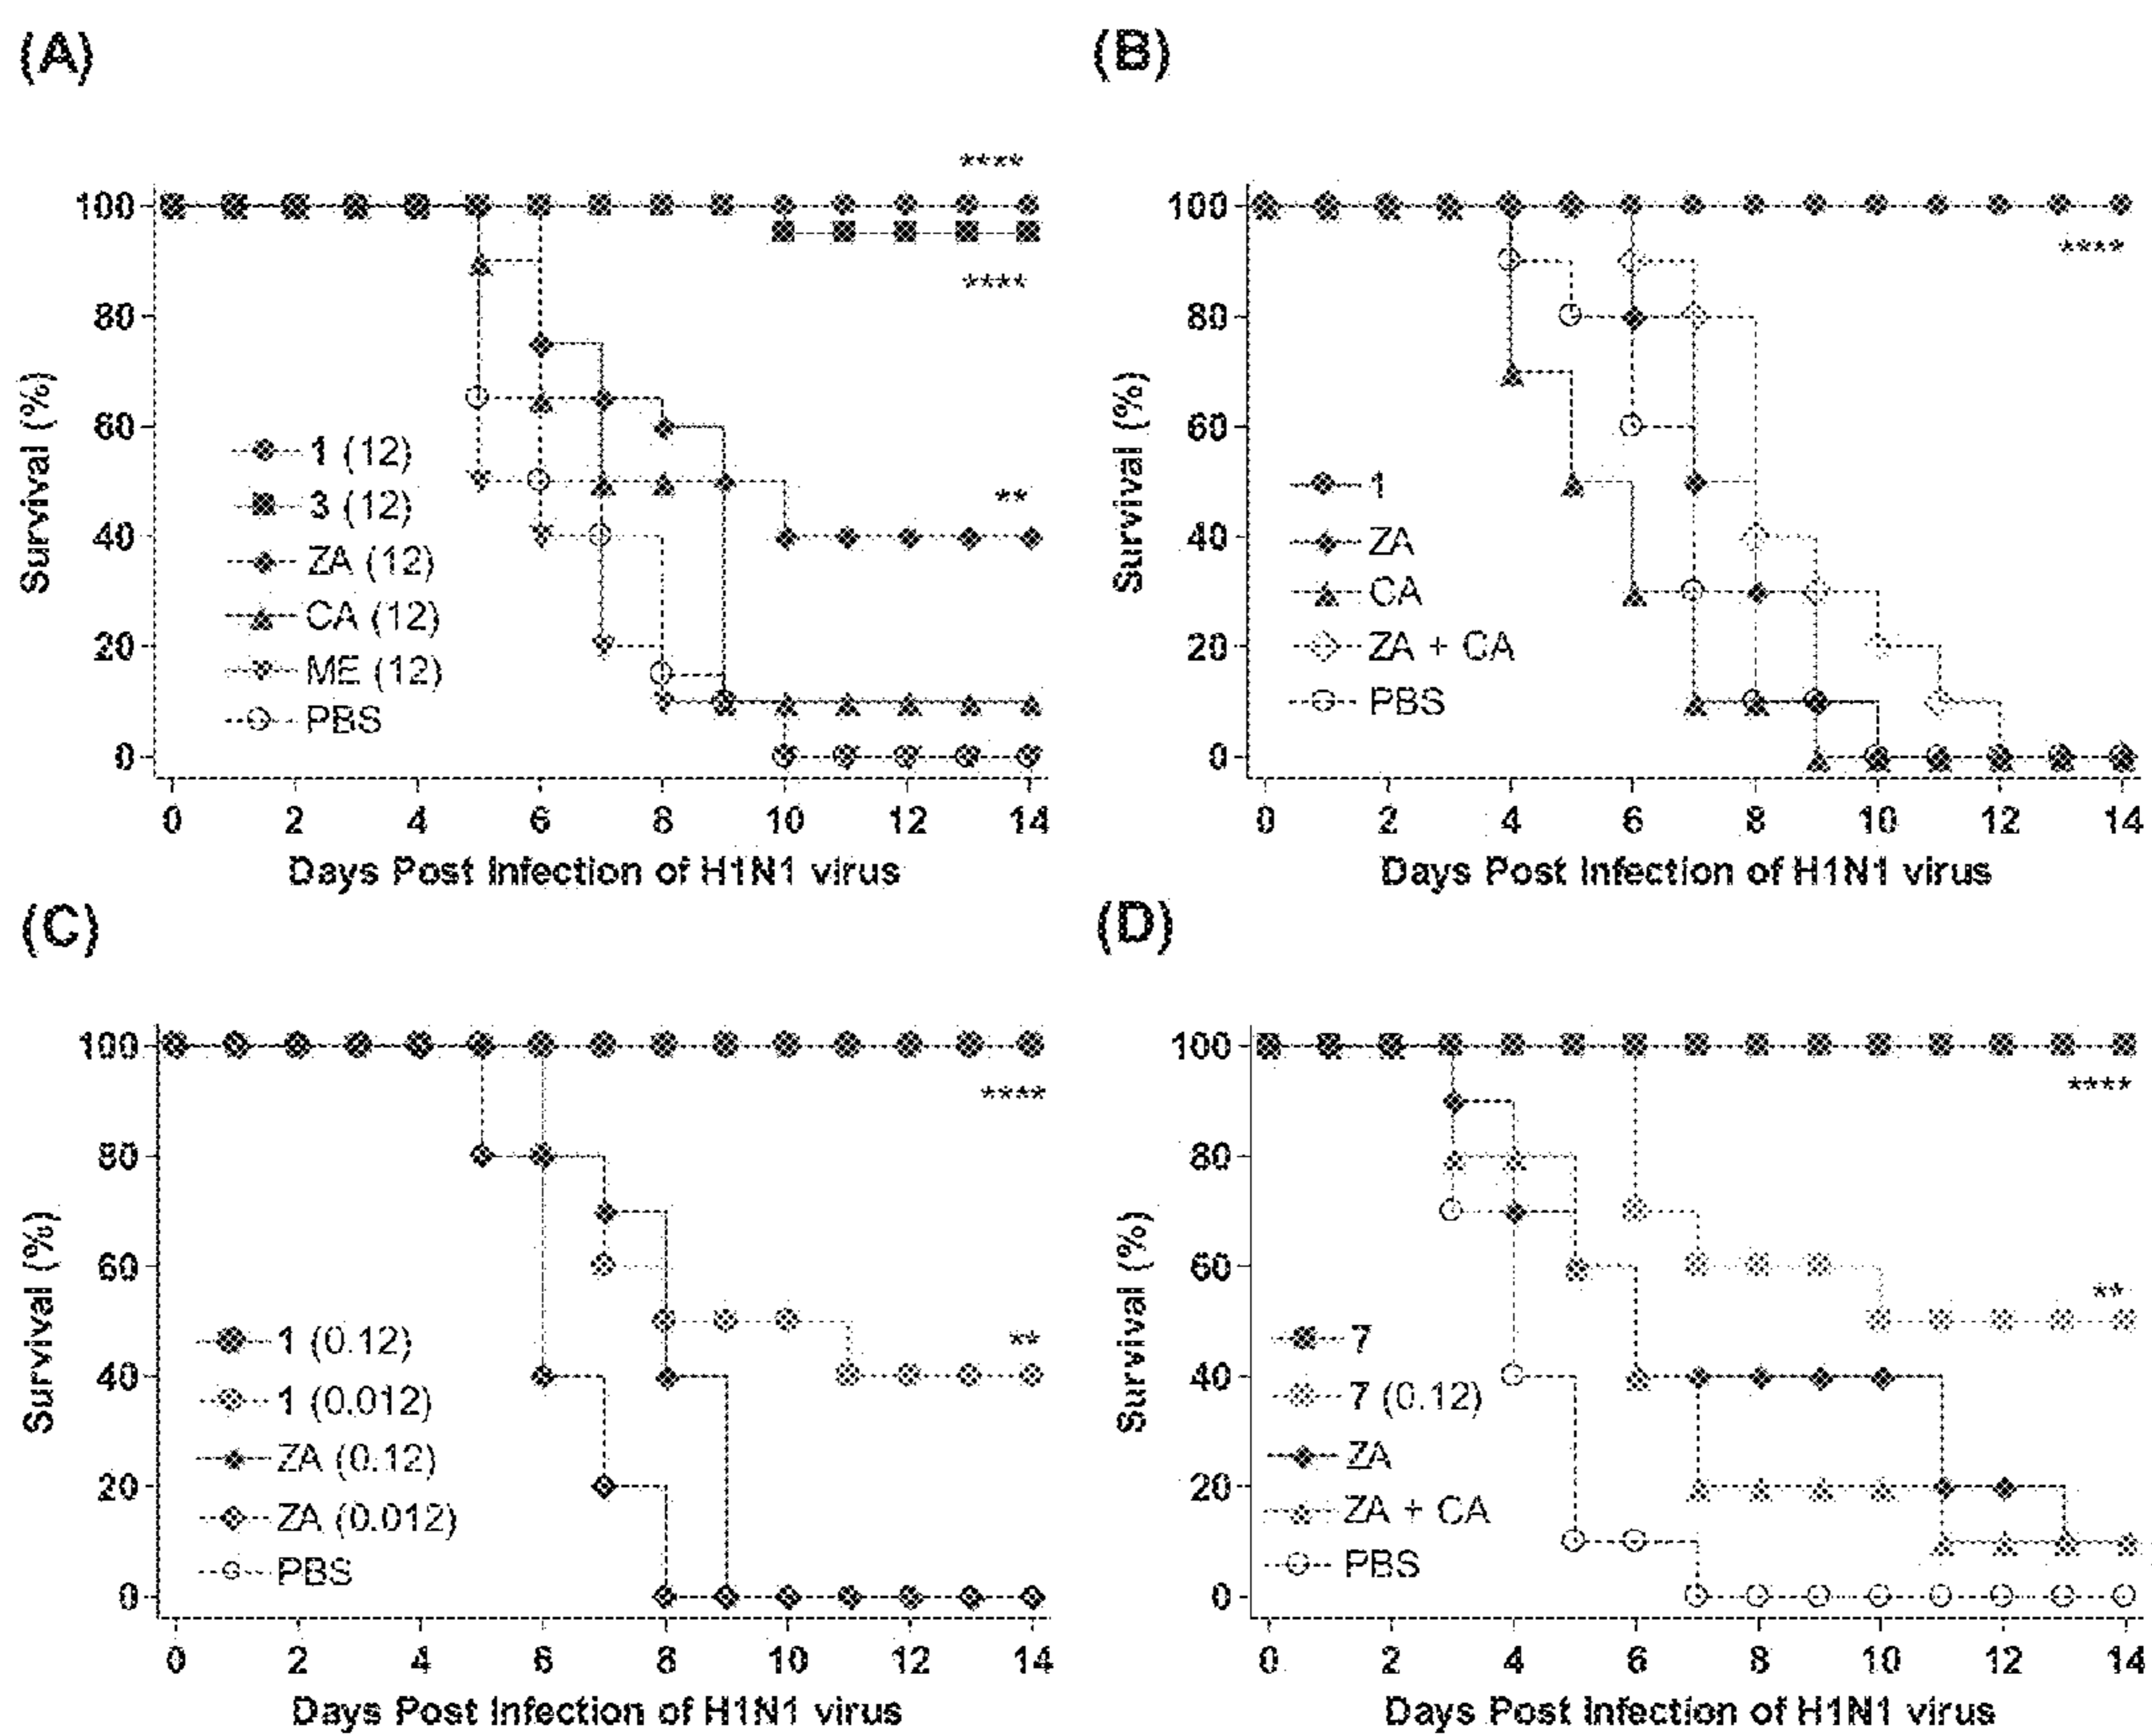 (A)
****
****
**
Survival (%)
100
80
60
40
20
0
1 (12)
3 (12)
ZA (12)
CA (12)
ME (12)
PBS
0 2 4 6 8 10 12 14
Days Post Infection of H1N1 virus
(B)
****
Survival (%)
100
80
60
40
20
0
1
ZA
CA
ZA + CA
PBS
0 2 4 6 8 10 12 14
Days Post Infection of H1N1 virus
(C)
****
**
Survival (%)
100
80
60
40
20
0
1 (0.12)
1 (0.012)
ZA (0.12)
ZA (0.012)
PBS
0 2 4 6 8 10 12 14
Days Post Infection of H1N1 virus
(D)
****
**
Survival (%)
100
80
60
40
20
0
7
7 (0.12)
ZA
ZA + CA
PBS
0 2 4 6 8 10 12 14
Days Post Infection of H1N1 virus